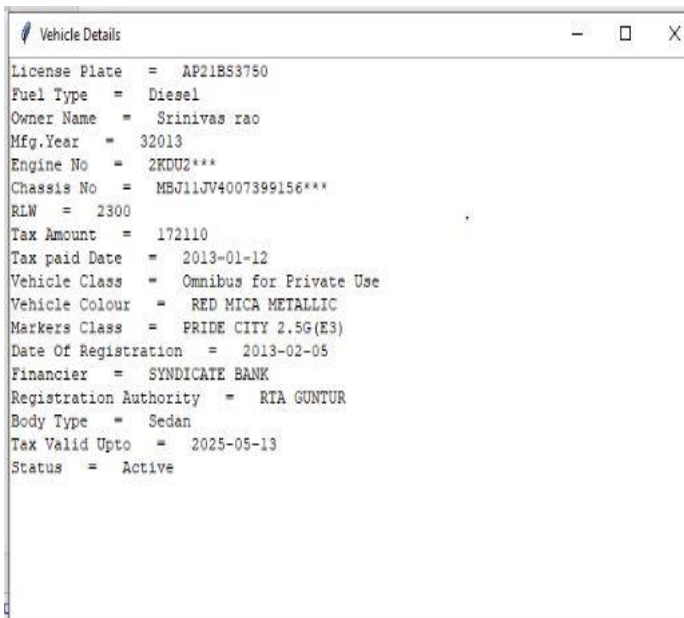 Vehicle Details
License Plate = AP21BS3750
Fuel Type = Diesel
Owner Name = Srinivas rao
Mfg.Year = 32013
Engine No = 2KDU2***
Chassis No = MBJ11JV4007399156***
RLW = 2300
Tax Amount = 172110
Tax paid Date = 2013-01-12
Vehicle Class = Omnibus for Private Use
Vehicle Colour = RED MICA METALLIC
Markers Class = PRIDE CITY 2.5G(E3)
Date Of Registration = 2013-02-05
Financier = SYNDICATE BANK
Registration Authority = RTA GUNTUR
Body Type = Sedan
Tax Valid Upto = 2025-05-13
Status = Active